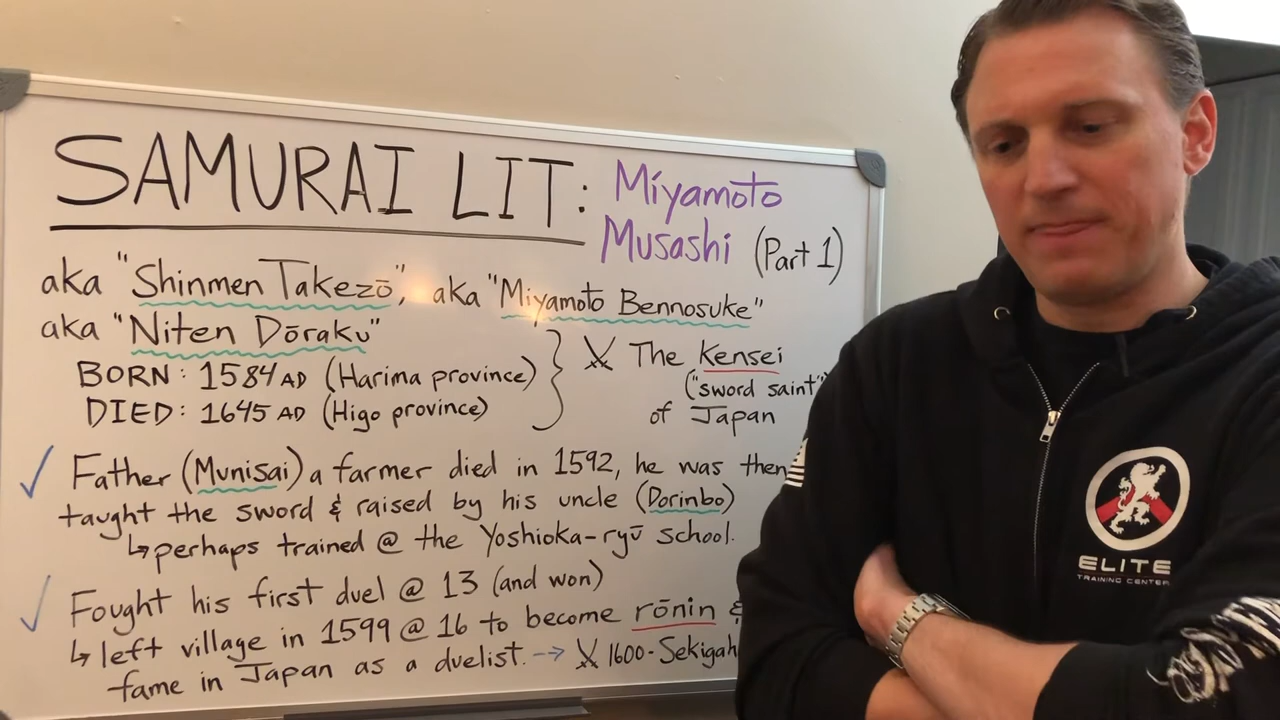 SAMURAI LIT: Miyamoto
Musashi (Part 1)
aka "Shinmen Takezō", aka "Miyamoto Bennosuke"
aka "Niten Dōraku"
BORN: 1584 AD (Harima province)
DIED: 1645 AD (Higo province)
The Kensei
("sword saint")
of Japan
Father (Munisai) a farmer died in 1592, he was then
taught the sword & raised by his uncle (Dorinbo)
↳ perhaps trained @ the Yoshioka-ryū school.
Fought his first duel @ 13 (and won)
↳ left village in 1599 @ 16 to become rōnin &
fame in Japan as a duelist. --> 1600-Sekigah
ELITE
TRAINING CENTER